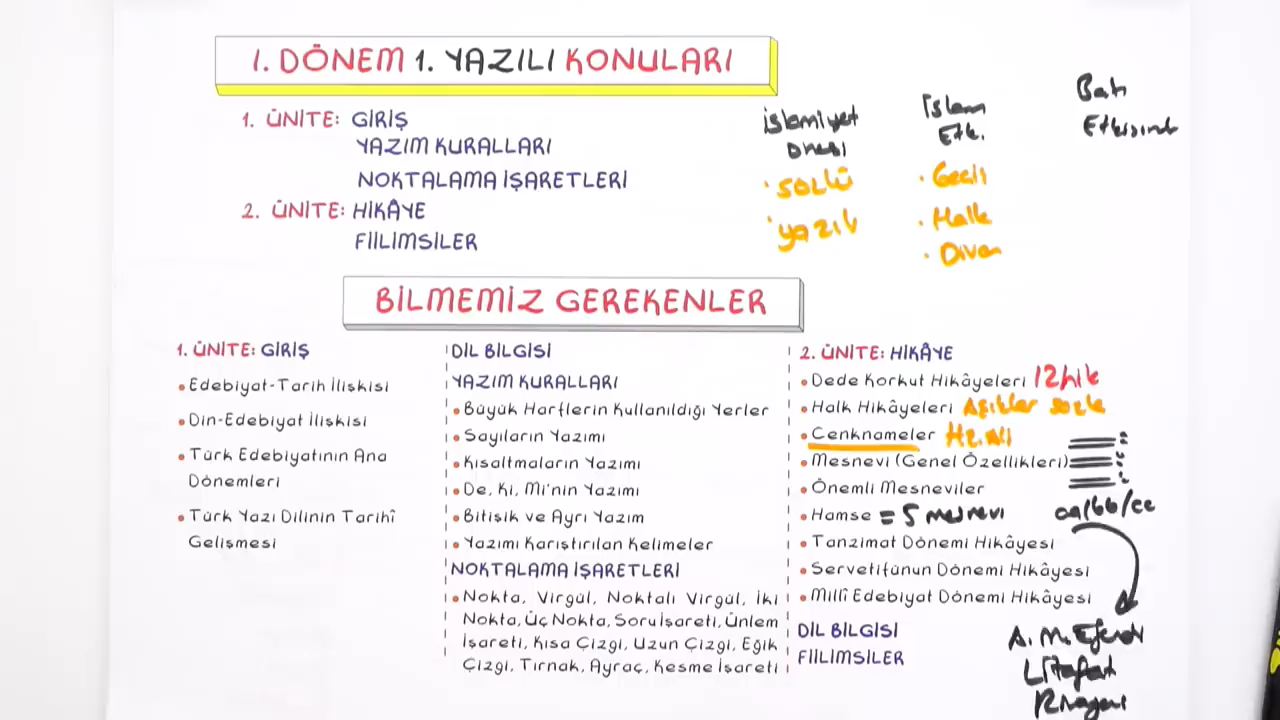 1. DÖNEM 1. YAZILI KONULARI
1. ÜNİTE: GİRİŞ
YAZIM KURALLARI
NOKTALAMA İŞARETLERİ
2. ÜNİTE: HİKÂYE
FİİLİMSİLER
İslamiyet
Öncesi
• Sözlü
• Yazılı
İslam
Etk.
• Geçiş
• Halk
• Divan
Batı
Etkisinde
BİLMEMİZ GEREKENLER
1. ÜNİTE: GİRİŞ
• Edebiyat-Tarih İlişkisi
• Din-Edebiyat İlişkisi
• Türk Edebiyatının Ana
Dönemleri
• Türk Yazı Dilinin Tarihî
Gelişmesi
DİL BİLGİSİ
YAZIM KURALLARI
• Büyük Harflerin Kullanıldığı Yerler
• Sayıların Yazımı
• Kısaltmaların Yazımı
• De, Ki, Mi'nin Yazımı
• Bitişik ve Ayrı Yazım
• Yazımı Karıştırılan Kelimeler
NOKTALAMA İŞARETLERİ
• Nokta, Virgül, Noktalı Virgül, İki
Nokta, Üç Nokta, Soru İşareti, Ünlem
İşareti, Kısa Çizgi, Uzun Çizgi, Eğik
Çizgi, Tırnak, Ayraç, Kesme İşareti
2. ÜNİTE: HİKÂYE
• Dede Korkut Hikâyeleri 12 hik
• Halk Hikâyeleri Aşıklar sözle
• Cenknameler Hz. Ali
• Mesnevi (Genel Özellikleri)
• Önemli Mesneviler
aa/bb/cc
• Hamse = 5 mesnevi
• Tanzimat Dönemi Hikâyesi
• Servetifünun Dönemi Hikâyesi
• Millî Edebiyat Dönemi Hikâyesi
DİL BİLGİSİ
FİİLİMSİLER
A. M. Efendi